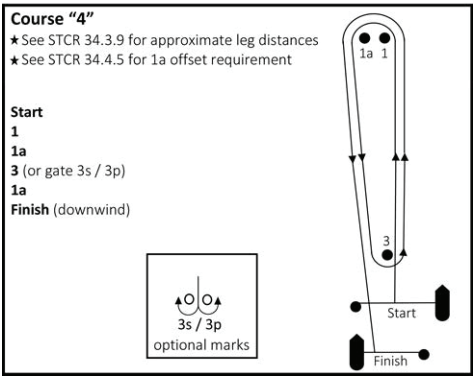 Course “4”
★See STCR 34.3.9 for approximate leg distances
★See STCR 34.4.5 for 1a offset requirement
Start
1
1a
3 (or gate 3s / 3p)
1a
Finish (downwind)
3s / 3p
optional marks
1a 1
3
Start
Finish